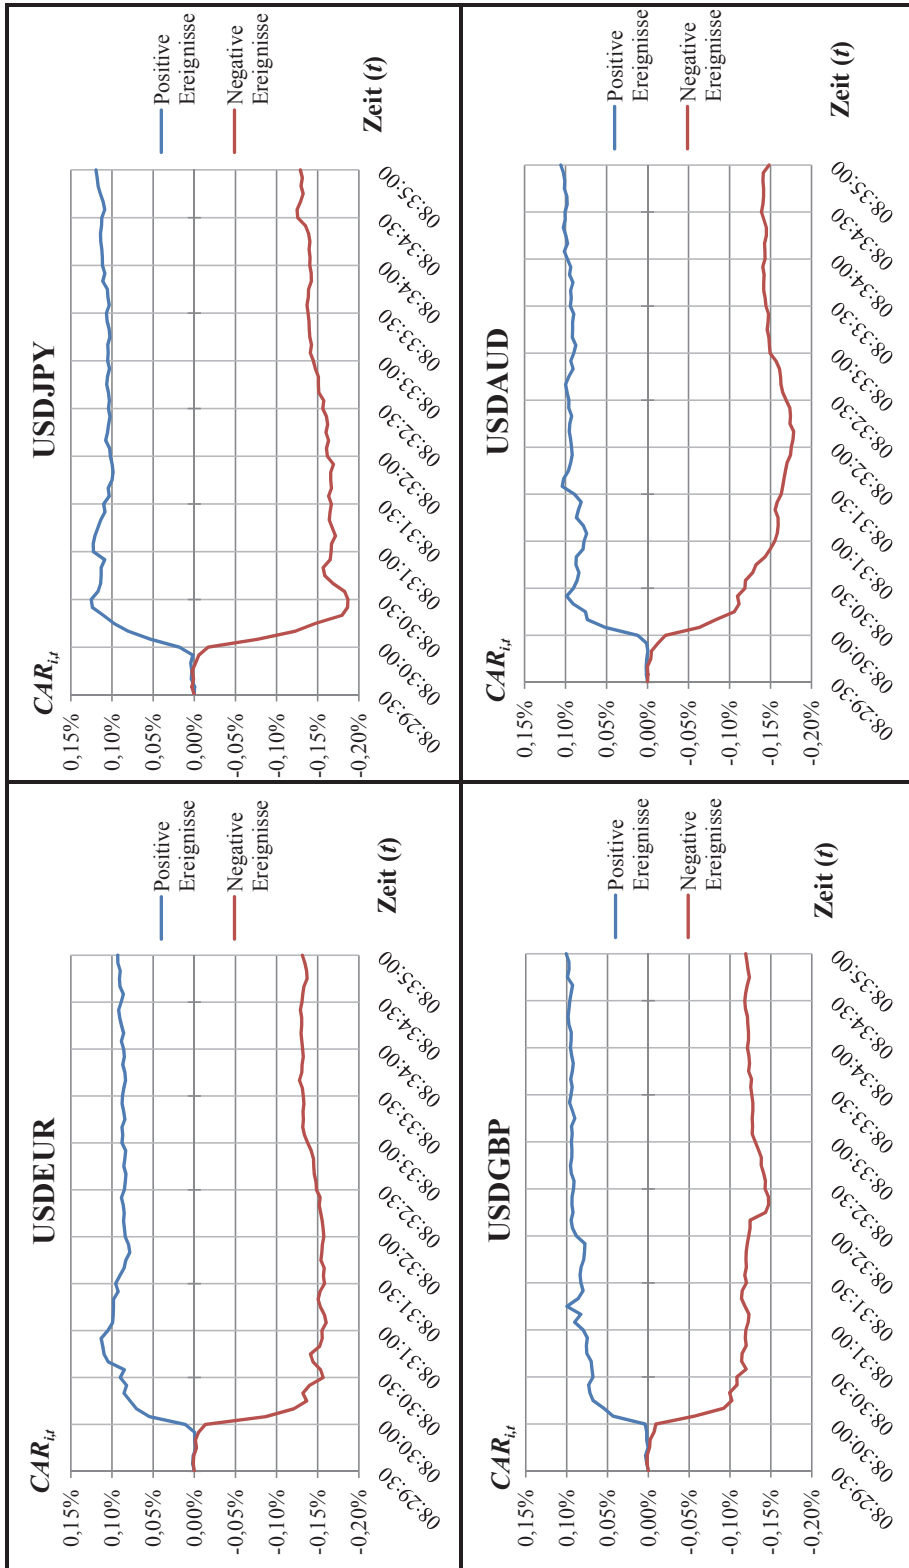 USDEUR
CAR i,t
0,15%
0,10%
0,05%
0,00%
-0,05%
-0,10%
-0,15%
-0,20%
08:29:30
08:30:00
08:30:30
08:31:00
08:31:30
08:32:00
08:32:30
08:33:00
08:33:30
08:34:00
08:34:30
08:35:00
Positive
Ereignisse
Negative
Ereignisse
Zeit (t)
USDJPY
CAR i,t
0,15%
0,10%
0,05%
0,00%
-0,05%
-0,10%
-0,15%
-0,20%
08:29:30
08:30:00
08:30:30
08:31:00
08:31:30
08:32:00
08:32:30
08:33:00
08:33:30
08:34:00
08:34:30
08:35:00
Positive
Ereignisse
Negative
Ereignisse
Zeit (t)
USDGBP
CAR i,t
0,15%
0,10%
0,05%
0,00%
-0,05%
-0,10%
-0,15%
-0,20%
08:29:30
08:30:00
08:30:30
08:31:00
08:31:30
08:32:00
08:32:30
08:33:00
08:33:30
08:34:00
08:34:30
08:35:00
Positive
Ereignisse
Negative
Ereignisse
Zeit (t)
USDAUD
CAR i,t
0,15%
0,10%
0,05%
0,00%
-0,05%
-0,10%
-0,15%
-0,20%
08:29:30
08:30:00
08:30:30
08:31:00
08:31:30
08:32:00
08:32:30
08:33:00
08:33:30
08:34:00
08:34:30
08:35:00
Positive
Ereignisse
Negative
Ereignisse
Zeit (t)